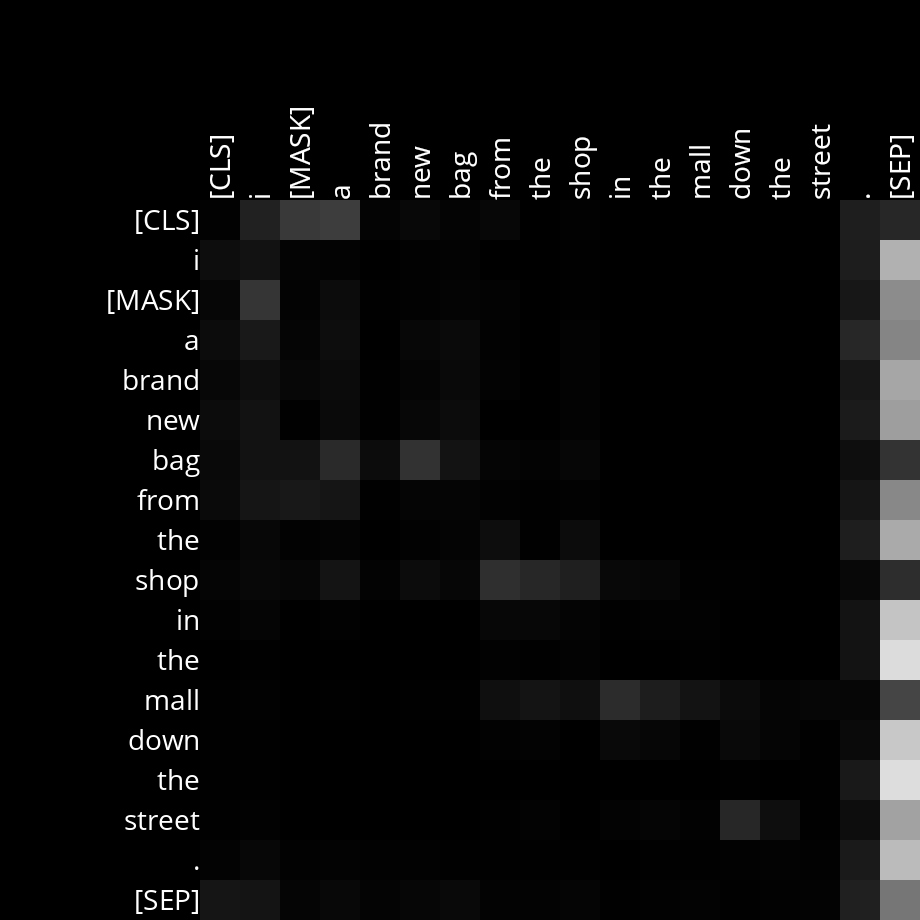 [CLS] i [MASK] a brand new bag from the shop in the mall down the street . [SEP]
[CLS]
i
[MASK]
a
brand
new
bag
from
the
shop
in
the
mall
down
the
street
.
[SEP]